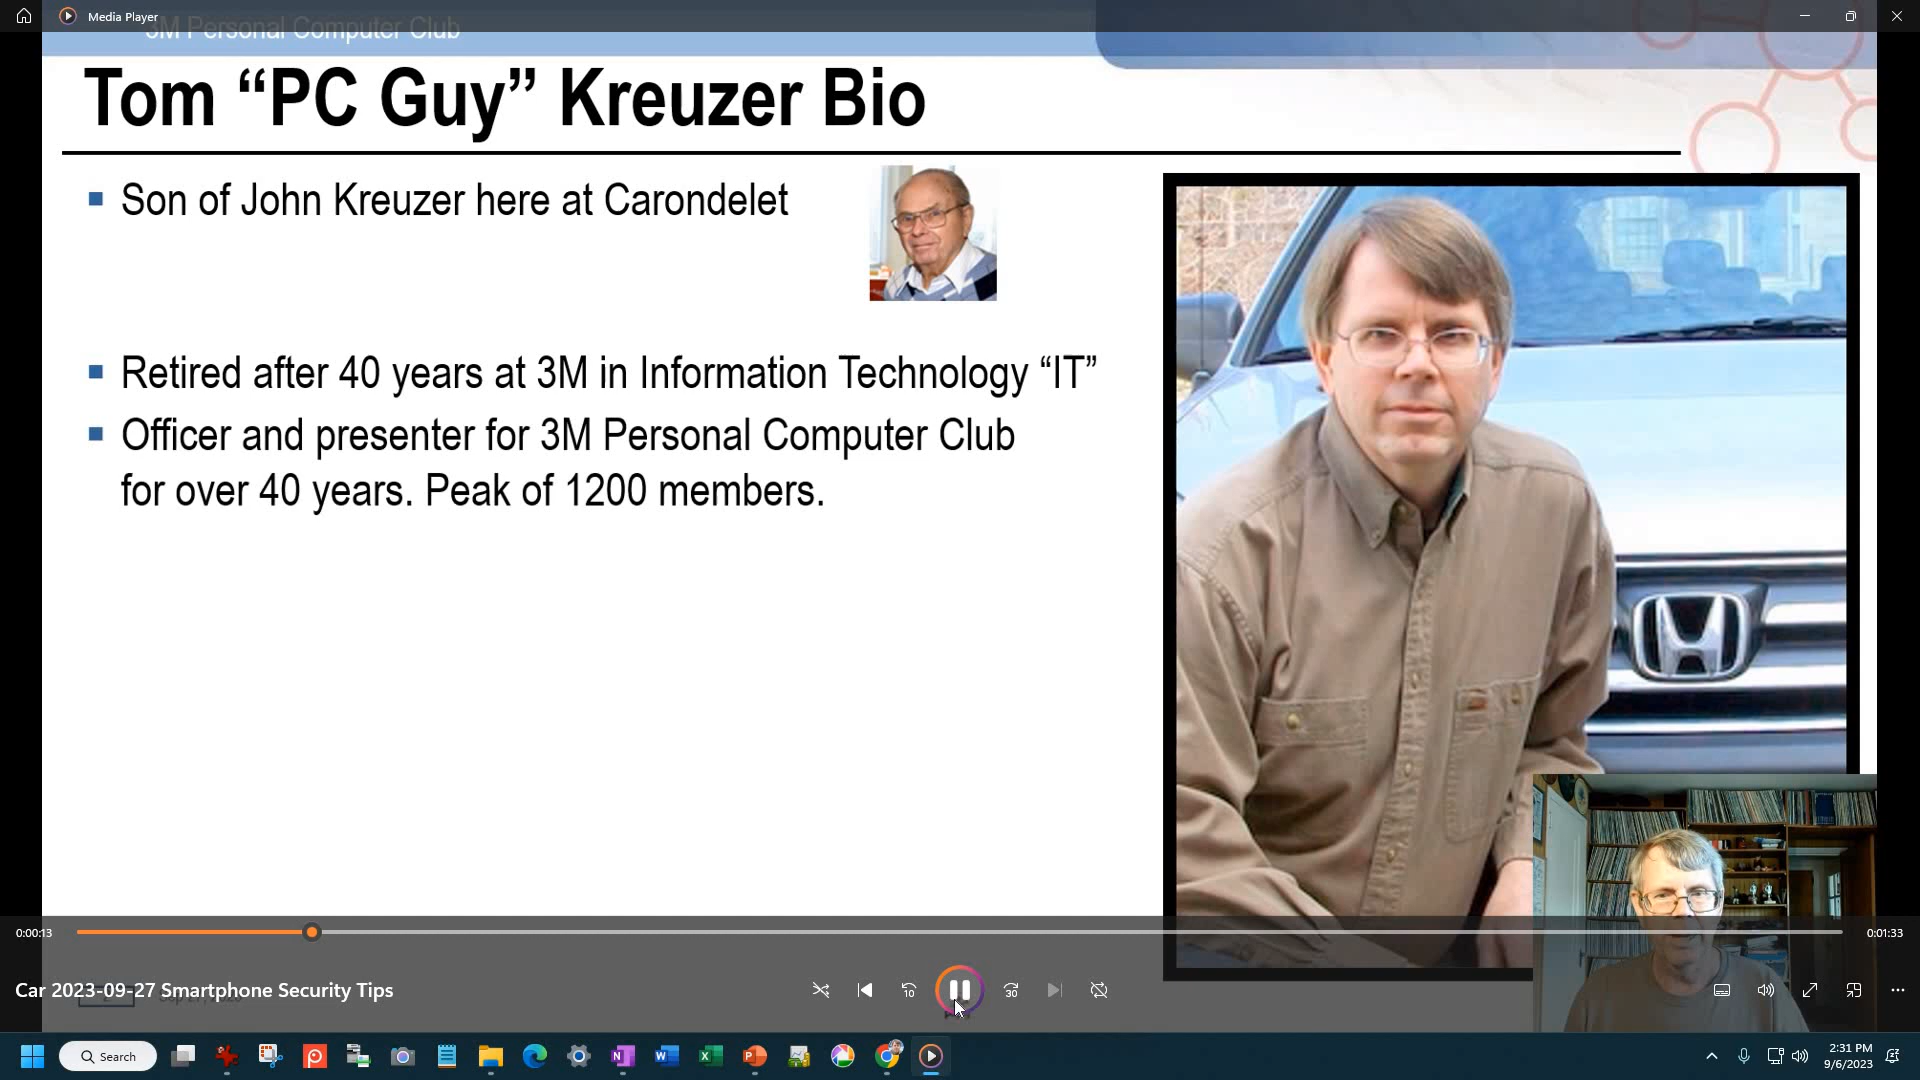 Media Player
3M Personal Computer Club
Tom “PC Guy” Kreuzer Bio
Son of John Kreuzer here at Carondelet
Retired after 40 years at 3M in Information Technology “IT”
Officer and presenter for 3M Personal Computer Club
for over 40 years. Peak of 1200 members.
0:00:13
0:01:33
Car 2023-09-27 Smartphone Security Tips
10
30
Search
2:31 PM
9/6/2023